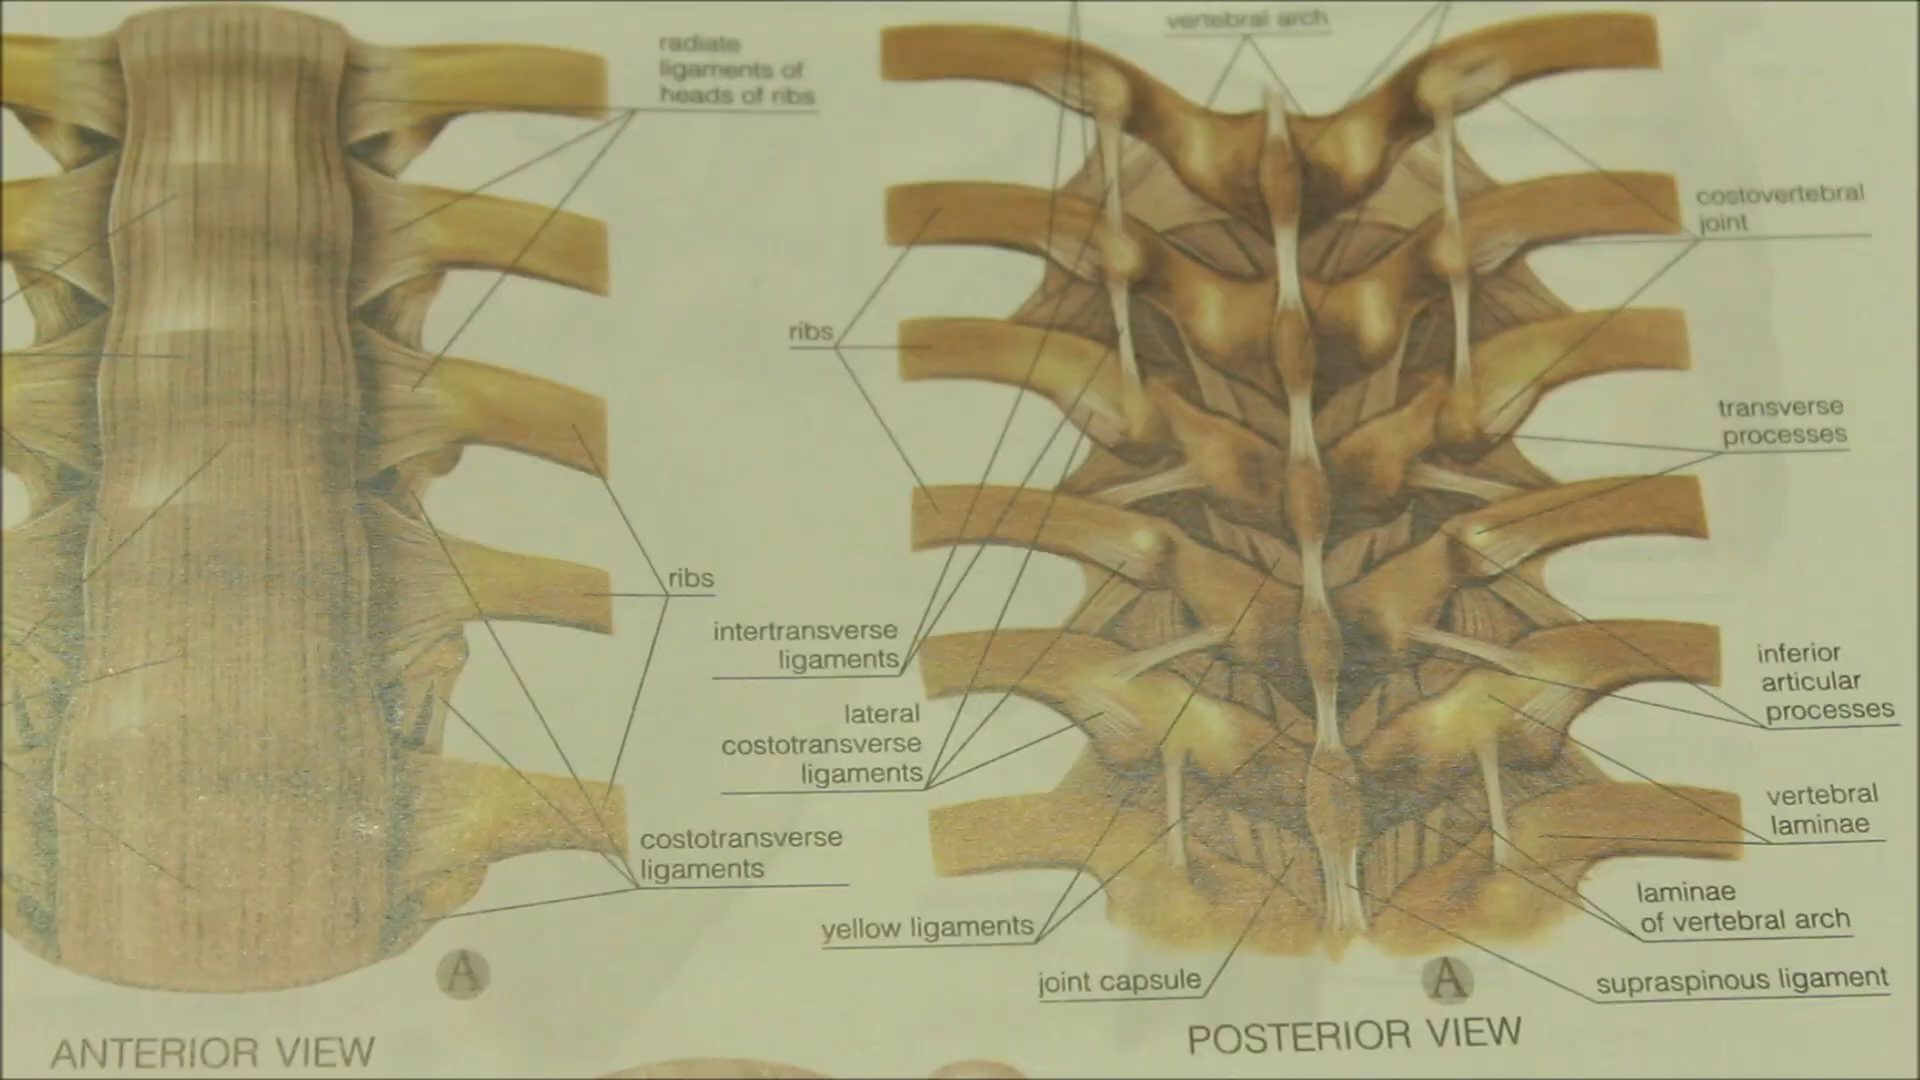 radiate
ligaments of
heads of ribs
ribs
costotransverse
ligaments
A
ANTERIOR VIEW
vertebral arch
ribs
intertransverse
ligaments
lateral
costotransverse
ligaments
yellow ligaments
joint capsule
costovertebral
joint
transverse
processes
inferior
articular
processes
vertebral
laminae
laminae
of vertebral arch
supraspinous ligament
A
POSTERIOR VIEW